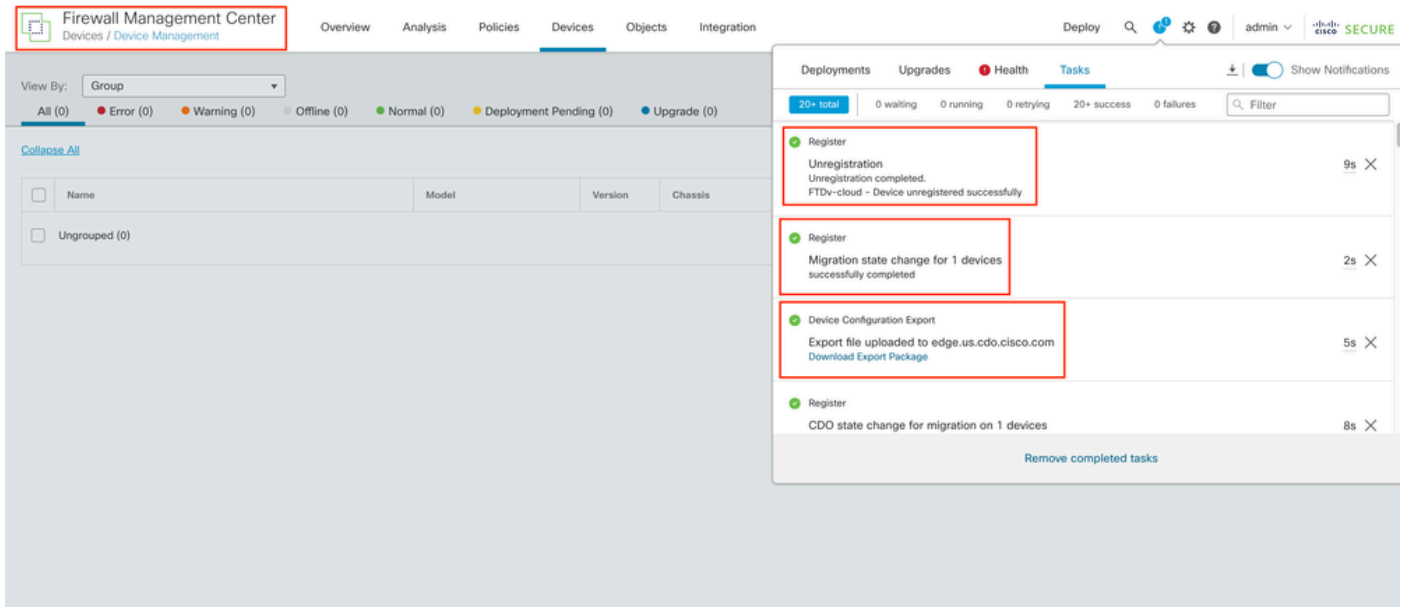 Firewall Management Center
Devices / Device Management
Overview
Analysis
Policies
Devices
Objects
Integration
Deploy
1
admin
cisco SECURE
View By:
Group
All (0)
Error (0)
Warning (0)
Offline (0)
Normal (0)
Deployment Pending (0)
Upgrade (0)
Collapse All
Name
Model
Version
Chassis
Ungrouped (0)
Deployments
Upgrades
Health
Tasks
Show Notifications
20+ total
0 waiting
0 running
0 retrying
20+ success
0 failures
Filter
Register
Unregistration
Unregistration completed.
FTDv-cloud - Device unregistered successfully
9s
Register
Migration state change for 1 devices
successfully completed
2s
Device Configuration Export
Export file uploaded to edge.us.cdo.cisco.com
Download Export Package
5s
Register
CDO state change for migration on 1 devices
8s
Remove completed tasks